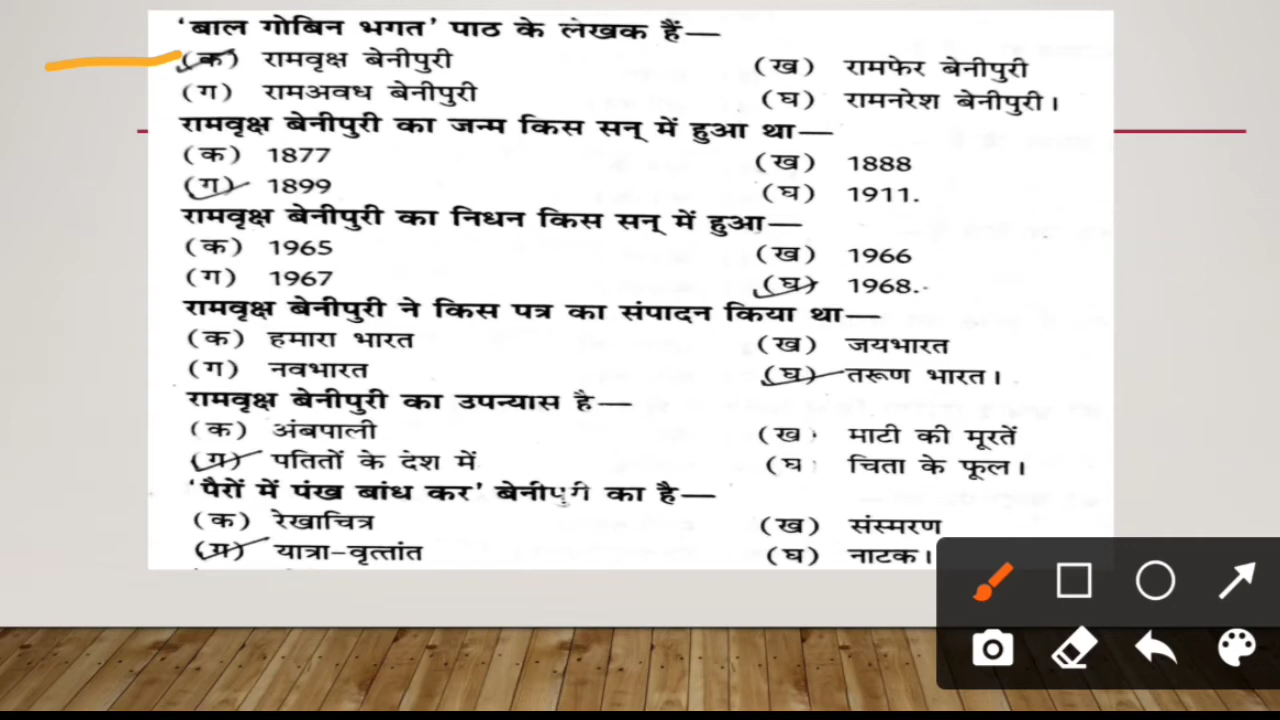 'बाल गोबिन भगत' पाठ के लेखक हैं—
(क) रामवृक्ष बेनीपुरी (ख) रामफेर बेनीपुरी
(ग) रामअवध बेनीपुरी (घ) रामनरेश बेनीपुरी।
रामवृक्ष बेनीपुरी का जन्म किस सन् में हुआ था—
(क) 1877 (ख) 1888
(ग) 1899 (घ) 1911.
रामवृक्ष बेनीपुरी का निधन किस सन् में हुआ—
(क) 1965 (ख) 1966
(ग) 1967 (घ) 1968.
रामवृक्ष बेनीपुरी ने किस पत्र का संपादन किया था—
(क) हमारा भारत (ख) जयभारत
(ग) नवभारत (घ) तरूण भारत।
रामवृक्ष बेनीपुरी का उपन्यास है—
(क) अंबपाली (ख) माटी की मूरतें
(ग) पतितों के देश में (घ) चिता के फूल।
'पैरों में पंख बांध कर' बेनीपुरी का है—
(क) रेखाचित्र (ख) संस्मरण
(ग) यात्रा-वृत्तांत (घ) नाटक।